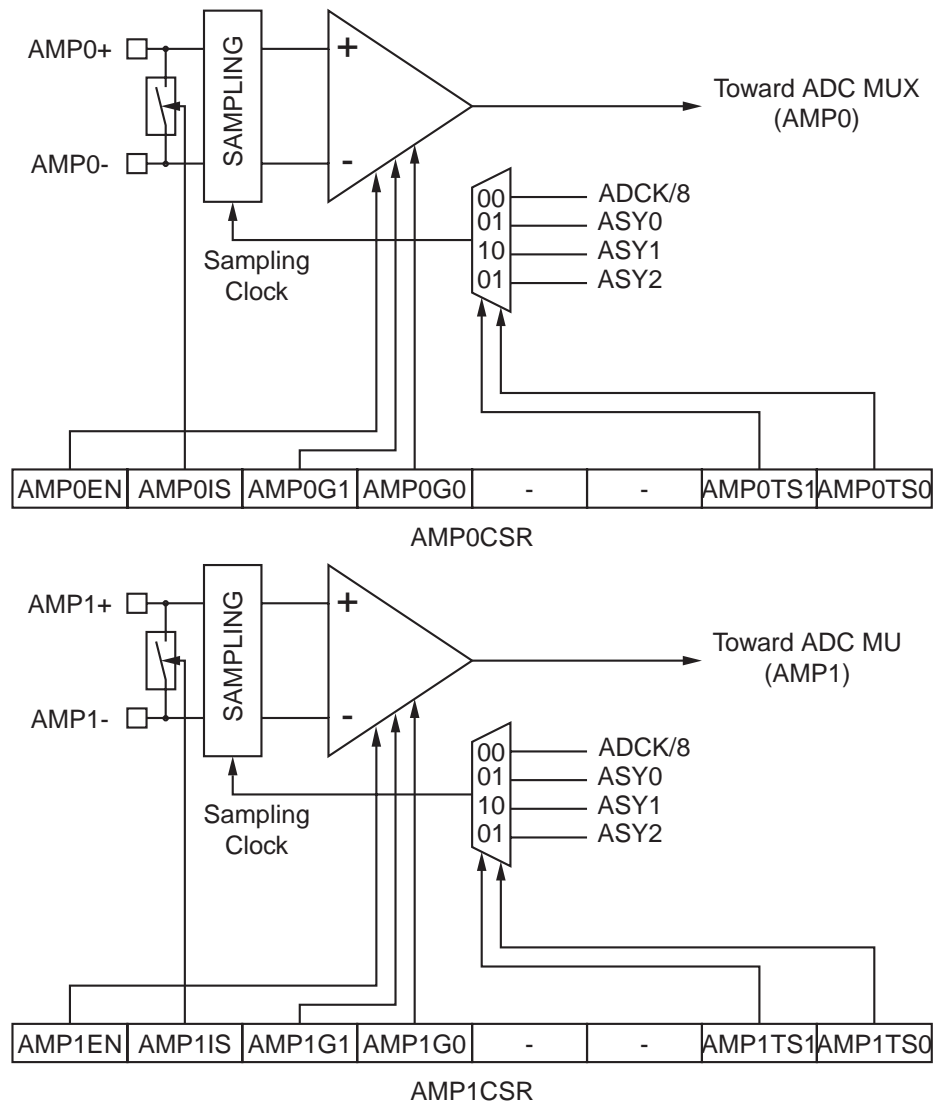 AMP0+
SAMPLING
+
Toward ADC MUX
(AMP0)
AMP0-
-
00 ADCK/8
01 ASY0
10 ASY1
01 ASY2
Sampling
Clock
AMP0EN AMP0IS AMP0G1 AMP0G0 - - AMP0TS1 AMP0TS0
AMP0CSR
AMP1+
SAMPLING
+
Toward ADC MU
(AMP1)
AMP1-
-
00 ADCK/8
01 ASY0
10 ASY1
01 ASY2
Sampling
Clock
AMP1EN AMP1IS AMP1G1 AMP1G0 - - AMP1TS1 AMP1TS0
AMP1CSR